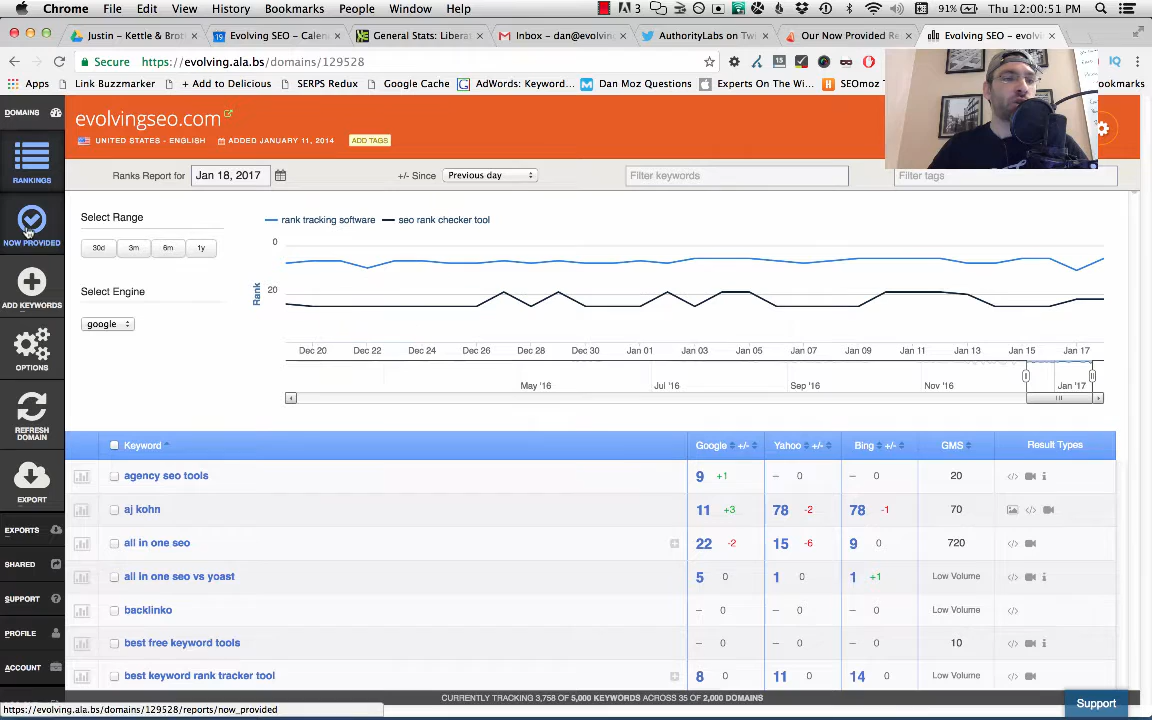 Chrome File Edit View History Bookmarks People Window Help 3 91% Thu 12:00:51 PM
Justin – Kettle & Brot
Evolving SEO - Calen
General Stats: Liberat
Inbox - dan@evolving
AuthorityLabs on Tw
Our Now Provided Re
Evolving SEO – evolvi
Secure https://evolving.ala.bs/domains/129528
Apps Link Buzzmarker + Add to Delicious SERPS Redux Google Cache AdWords: Keyword... Dan Moz Questions Experts On The Wi... SEOmoz ookmarks
DOMAINS
evolvingseo.com
UNITED STATES - ENGLISH ADDED JANUARY 11, 2014 ADD TAGS
RANKINGS
Ranks Report for Jan 18, 2017 +/- Since Previous day Filter keywords Filter tags
NOW PROVIDED
Select Range
30d 3m 6m 1y
Select Engine
google
rank tracking software seo rank checker tool
0
20
Rank
Dec 20 Dec 22 Dec 24 Dec 26 Dec 28 Dec 30 Jan 01 Jan 03 Jan 05 Jan 07 Jan 09 Jan 11 Jan 13 Jan 15 Jan 17
May '16 Jul '16 Sep '16 Nov '16 Jan '17
ADD KEYWORDS
OPTIONS
REFRESH
DOMAIN
EXPORT
EXPORTS
SHARED
SUPPORT
PROFILE
ACCOUNT
Keyword Google +/- Yahoo +/- Bing +/- GMS Result Types
agency seo tools 9 +1 – 0 – 0 20
aj kohn 11 +3 78 -2 78 -1 70
all in one seo 22 -2 15 -6 9 0 720
all in one seo vs yoast 5 0 1 0 1 +1 Low Volume
backlinko – 0 – 0 – 0 Low Volume
best free keyword tools – 0 – 0 – 0 10
best keyword rank tracker tool 8 0 11 0 14 0 Low Volume
CURRENTLY TRACKING 3,758 OF 5,000 KEYWORDS ACROSS 35 OF 2,000 DOMAINS
Support
https://evolving.ala.bs/domains/129528/reports/now_provided